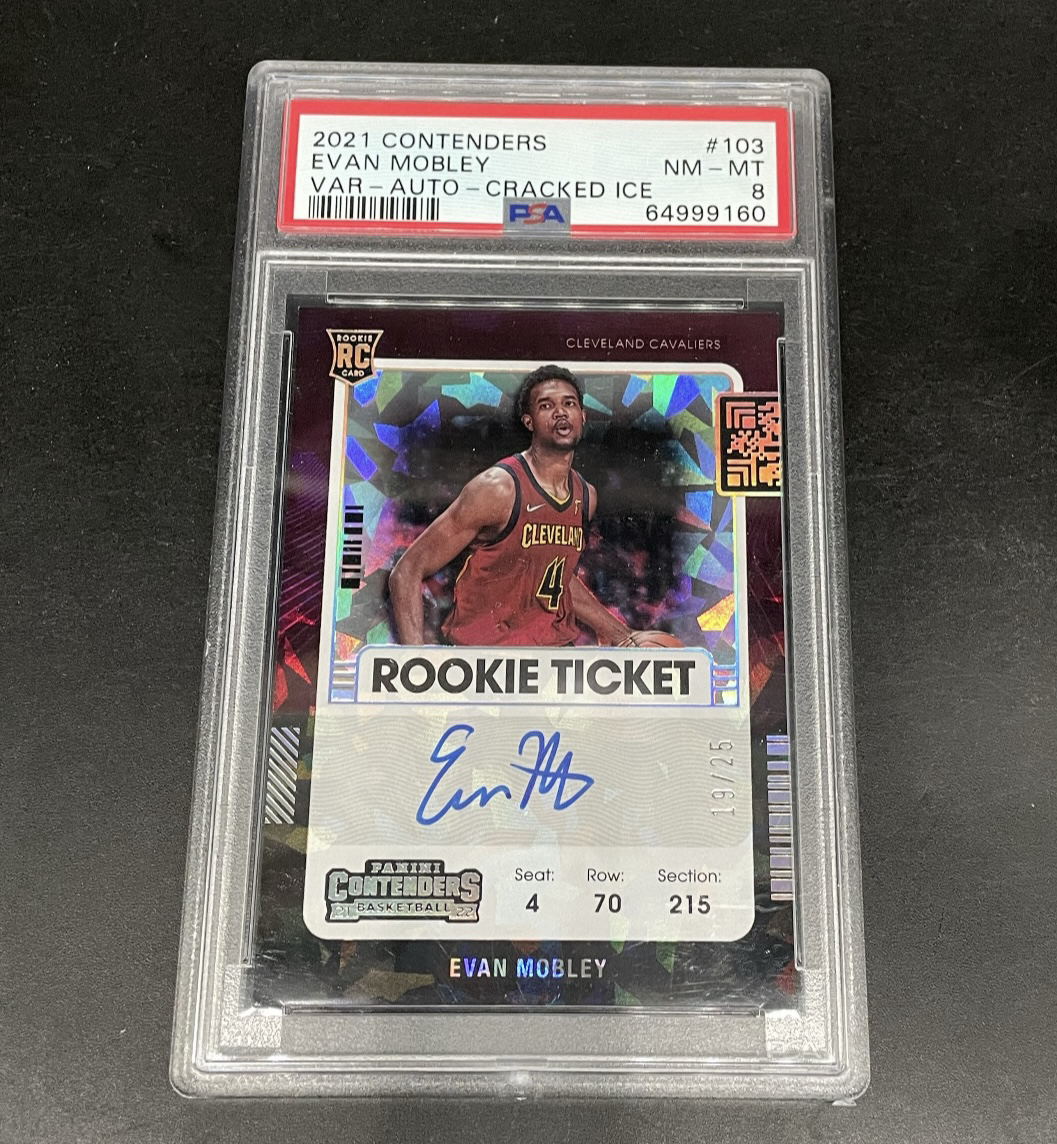 2021 CONTENDERS #103
EVAN MOBLEY NM - MT
VAR - AUTO - CRACKED ICE 8
PSA 64999160
ROOKIE
RC
CARD
CLEVELAND CAVALIERS
CLEVELAND
4
ROOKIE TICKET
Evan Mobley
19/25
PANINI
CONTENDERS
21 BASKETBALL 22
Seat: Row: Section:
4 70 215
EVAN MOBLEY